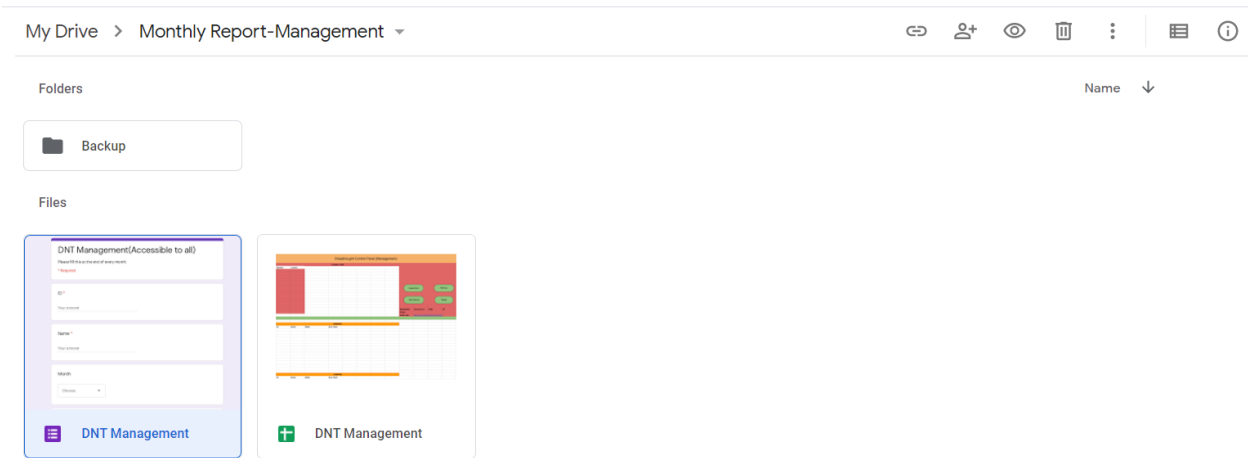 My Drive > Monthly Report-Management
Folders
Name
Backup
Files
DNT Management(Accessible to all)
Please fill this at the end of every month.
* Required
ID *
Your answer
Name *
Your answer
Month
Choose
DNT Management
DNT Management